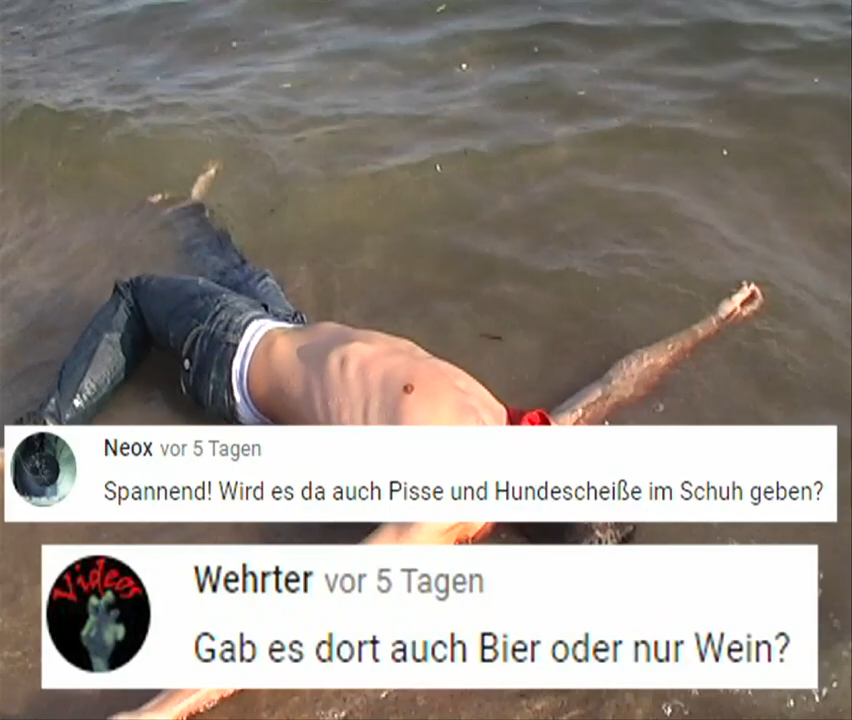 Neox vor 5 Tagen
Spannend! Wird es da auch Pisse und Hundescheiße im Schuh geben?
Videos
Wehrter vor 5 Tagen
Gab es dort auch Bier oder nur Wein?